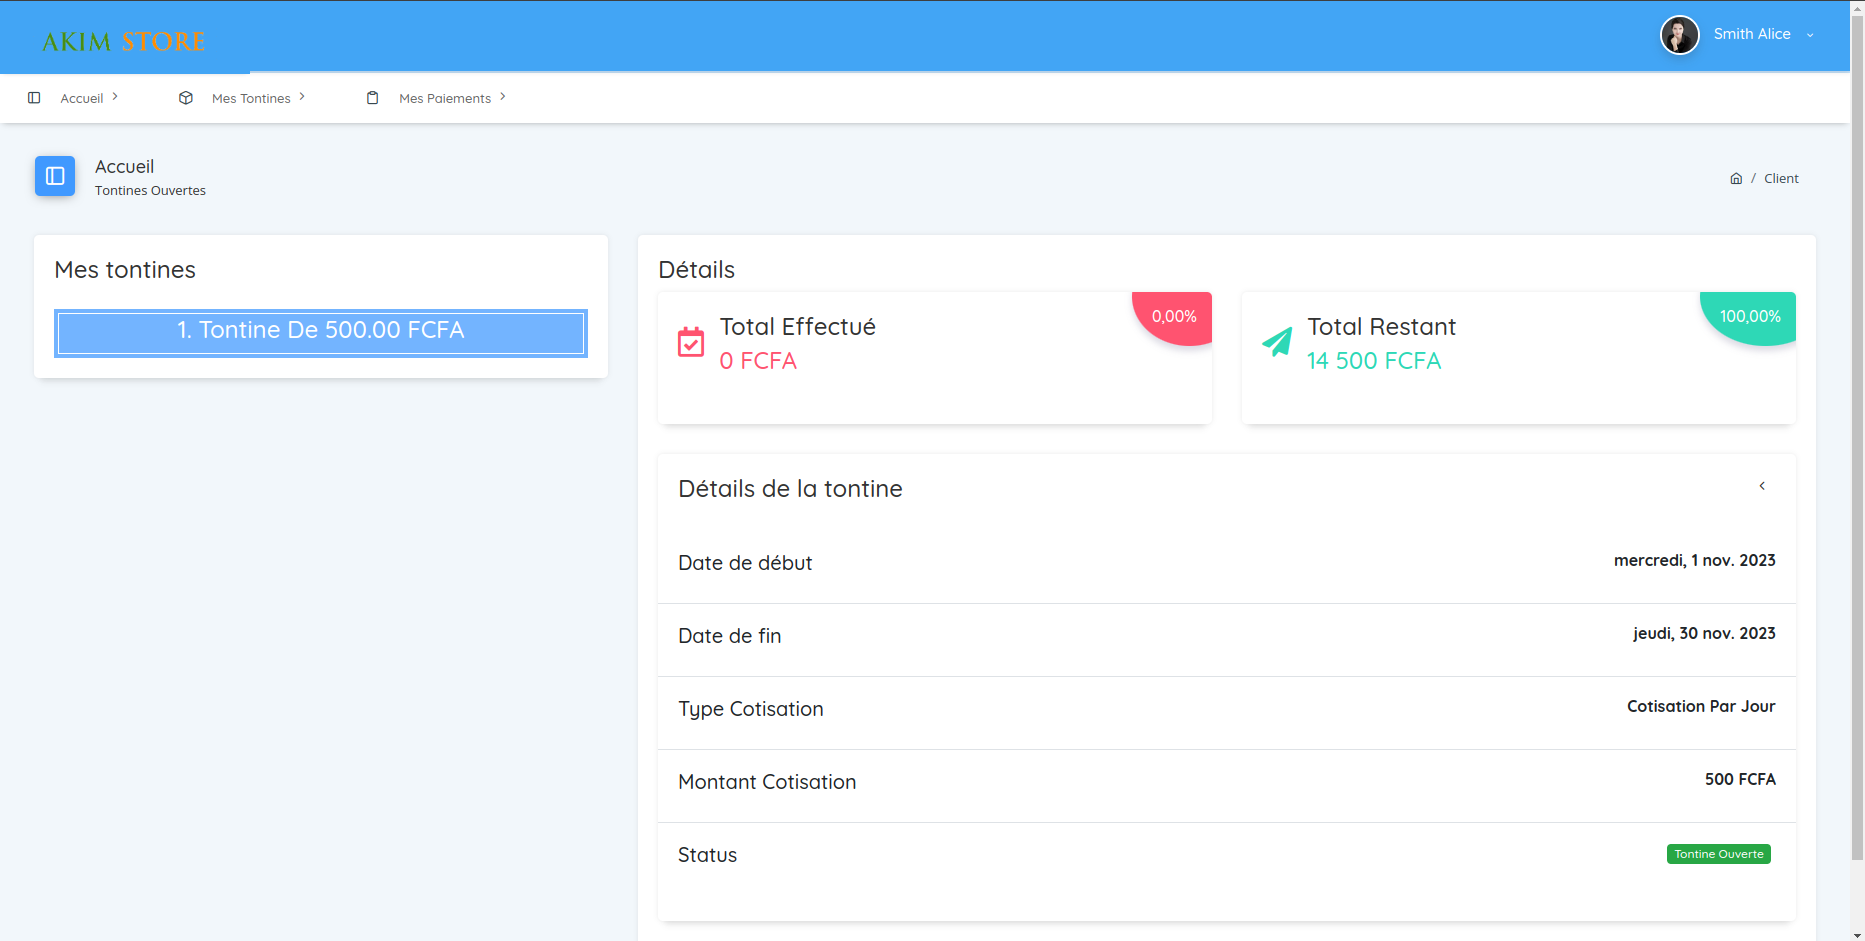 AKIM STORE
Smith Alice
Accueil
Mes Tontines
Mes Paiements
Accueil
Tontines Ouvertes
/ Client
Mes tontines
1. Tontine De 500.00 FCFA
Détails
Total Effectué
0 FCFA
0,00%
Total Restant
14 500 FCFA
100,00%
Détails de la tontine
Date de début
mercredi, 1 nov. 2023
Date de fin
jeudi, 30 nov. 2023
Type Cotisation
Cotisation Par Jour
Montant Cotisation
500 FCFA
Status
Tontine Ouverte